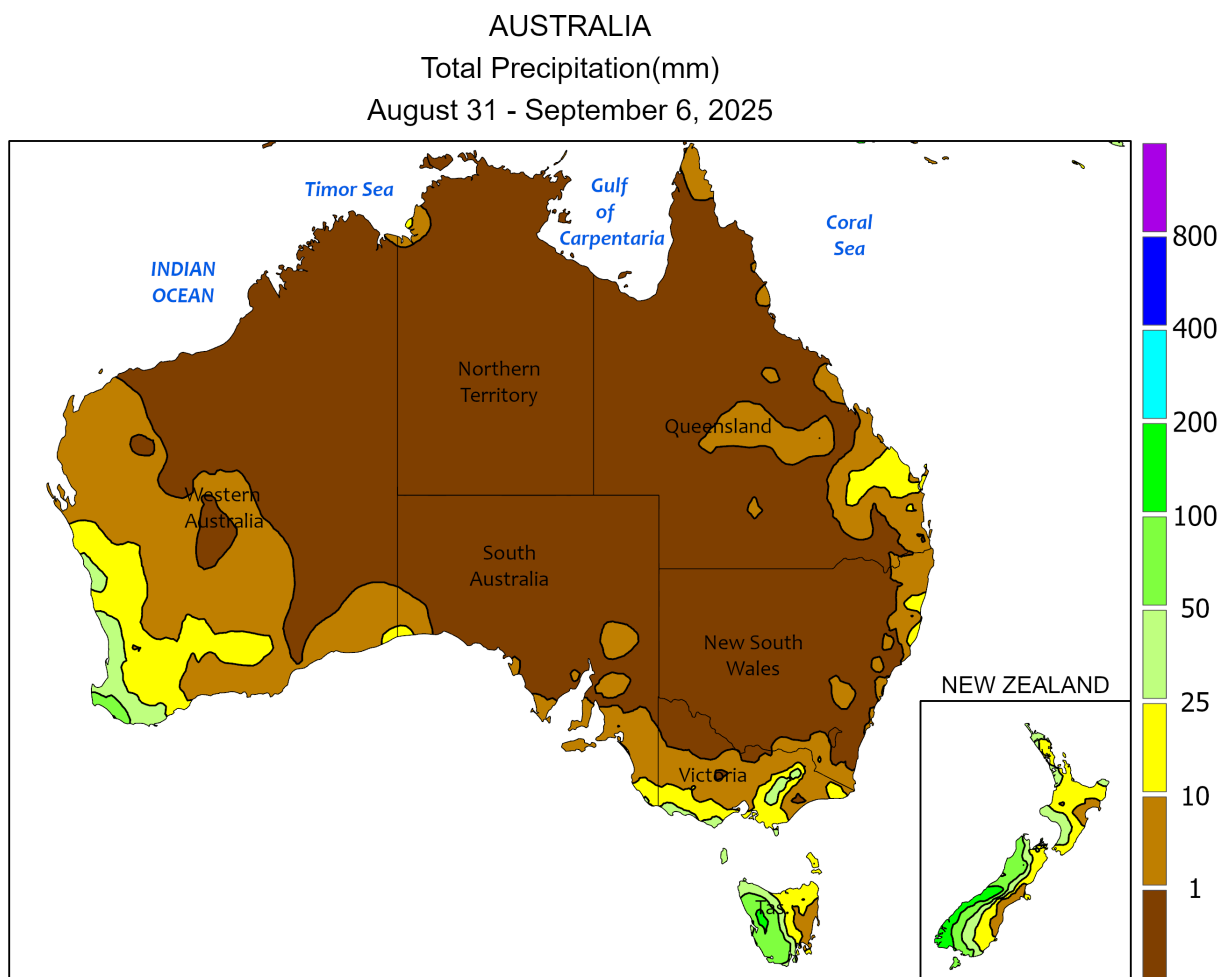 AUSTRALIA
Total Precipitation(mm)
August 31 - September 6, 2025
Timor Sea
Gulf
of
Carpentaria
Coral
Sea
INDIAN
OCEAN
Northern
Territory
Queensland
Western
Australia
South
Australia
New South
Wales
Victoria
Tas.
NEW ZEALAND
800
400
200
100
50
25
10
1